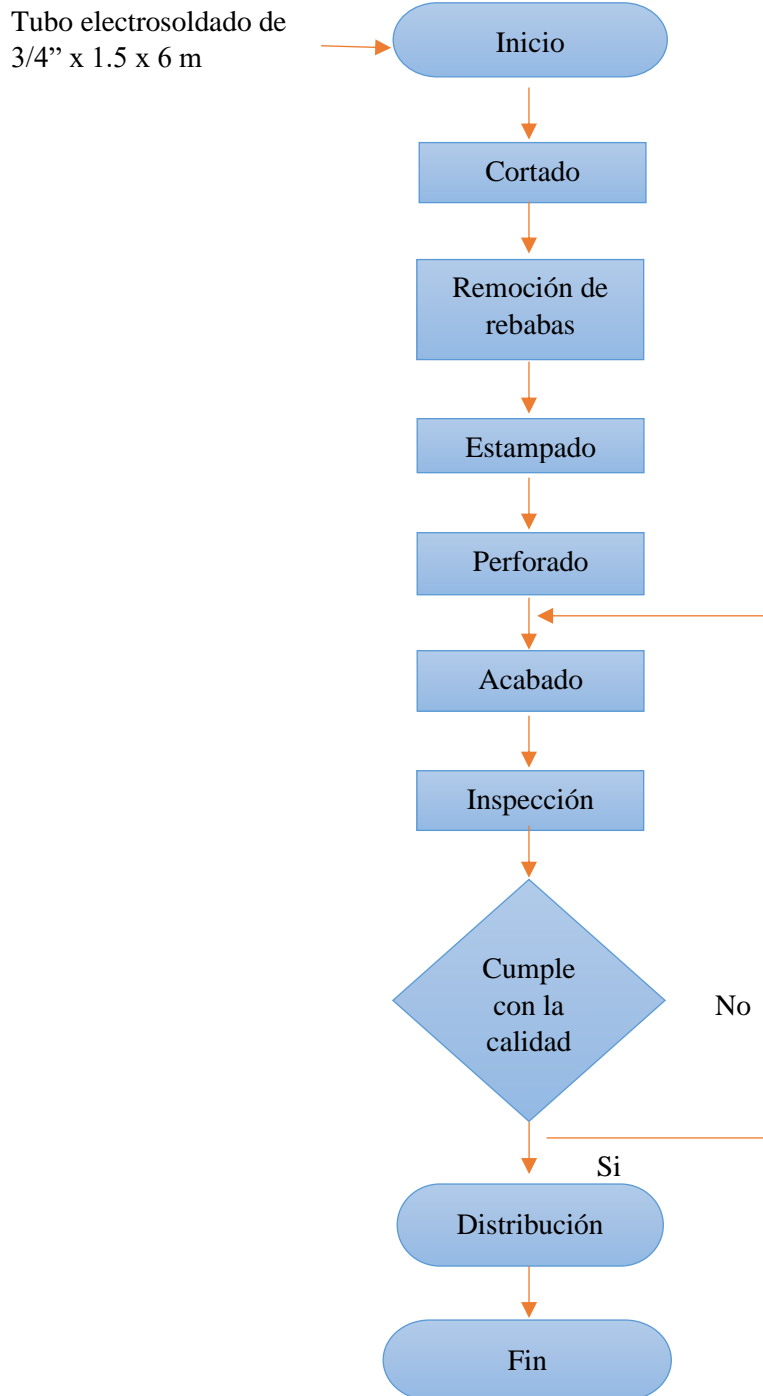 Tubo electrosoldado de
3/4” x 1.5 x 6 m
Inicio
Cortado
Remoción de
rebabas
Estampado
Perforado
Acabado
Inspección
Cumple
con la
calidad
No
Si
Distribución
Fin